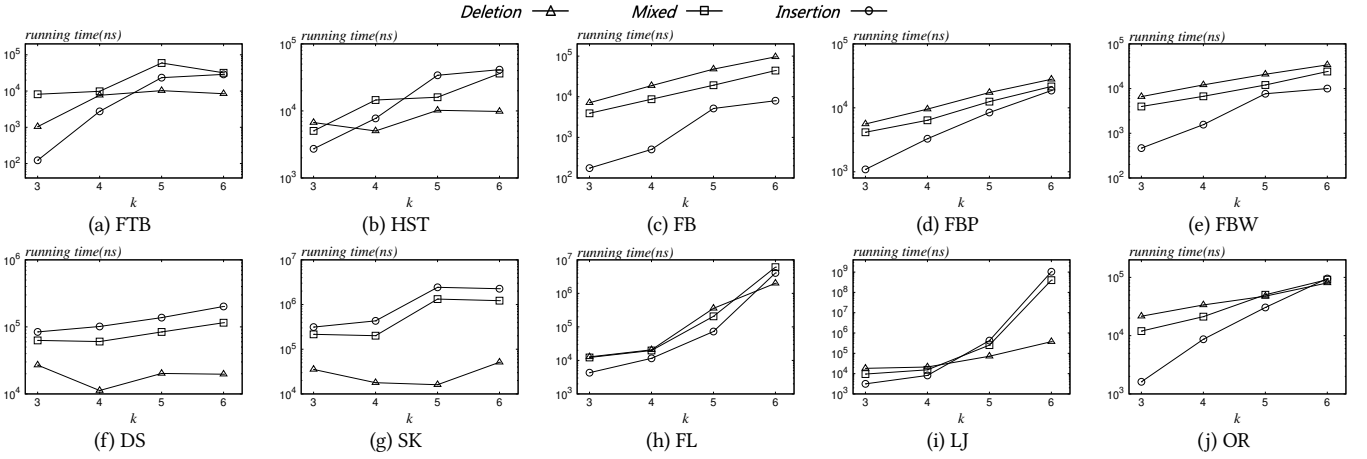 Deletion Mixed Insertion
running time(ns) running time(ns) running time(ns) running time(ns) running time(ns)
10^5 10^5 10^5 10^5 10^5
10^4 10^4 10^4 10^4 10^4
10^3 10^3 10^3 10^3 10^3
10^2 10^2 10^2
3 4 5 6 3 4 5 6 3 4 5 6 3 4 5 6 3 4 5 6
k k k k k
(a) FTB (b) HST (c) FB (d) FBP (e) FBW
running time(ns) running time(ns) running time(ns) running time(ns) running time(ns)
10^6 10^7 10^7 10^9 10^5
10^5 10^6 10^6 10^8 10^4
10^4 10^5 10^5 10^7 10^3
10^4 10^4 10^6
10^3 10^5
10^4
10^3
3 4 5 6 3 4 5 6 3 4 5 6 3 4 5 6 3 4 5 6
k k k k k
(f) DS (g) SK (h) FL (i) LJ (j) OR